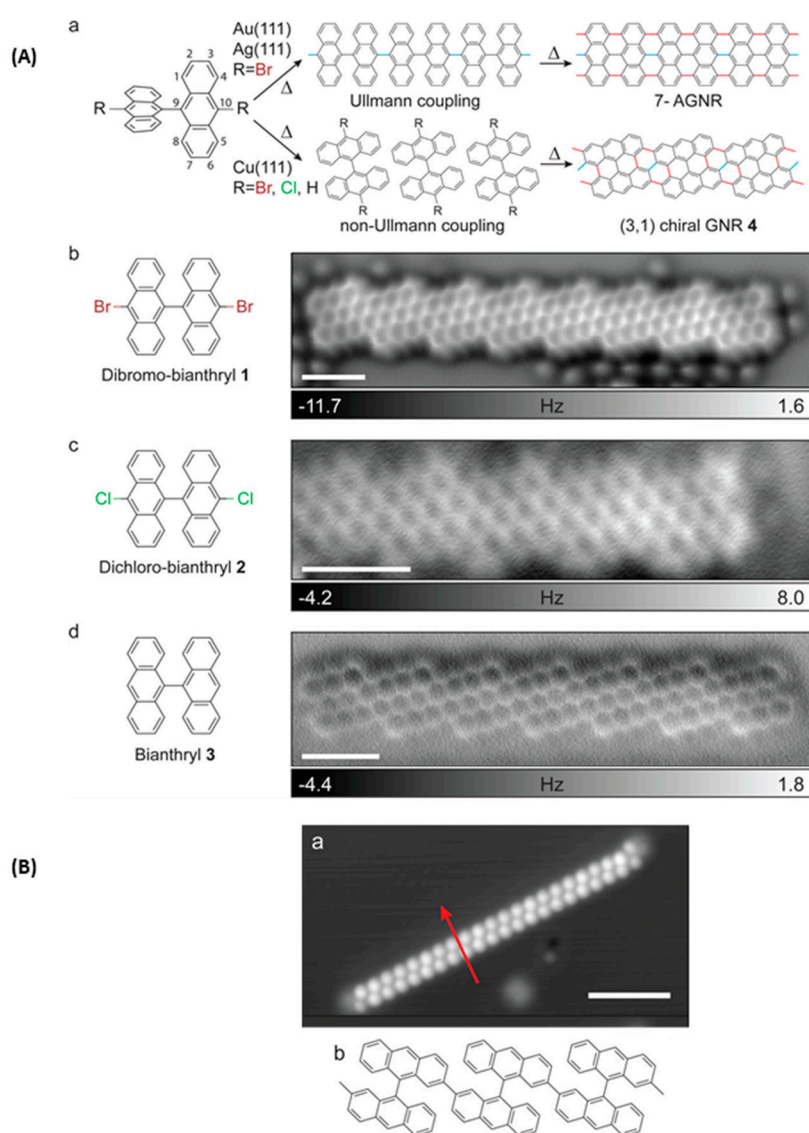 (A)
a
Au(111)
Ag(111)
R=Br
Δ
Ullmann coupling
Δ
7- AGNR
R
R
1
2
3
4
5
6
7
8
9
10
Δ
Cu(111)
R=Br, Cl, H
R
R
R
R
R
R
non-Ullmann coupling
Δ
(3,1) chiral GNR 4
b
Br
Br
Dibromo-bianthryl 1
-11.7 Hz 1.6
c
Cl
Cl
Dichloro-bianthryl 2
-4.2 Hz 8.0
d
Bianthryl 3
-4.4 Hz 1.8
(B)
a
b